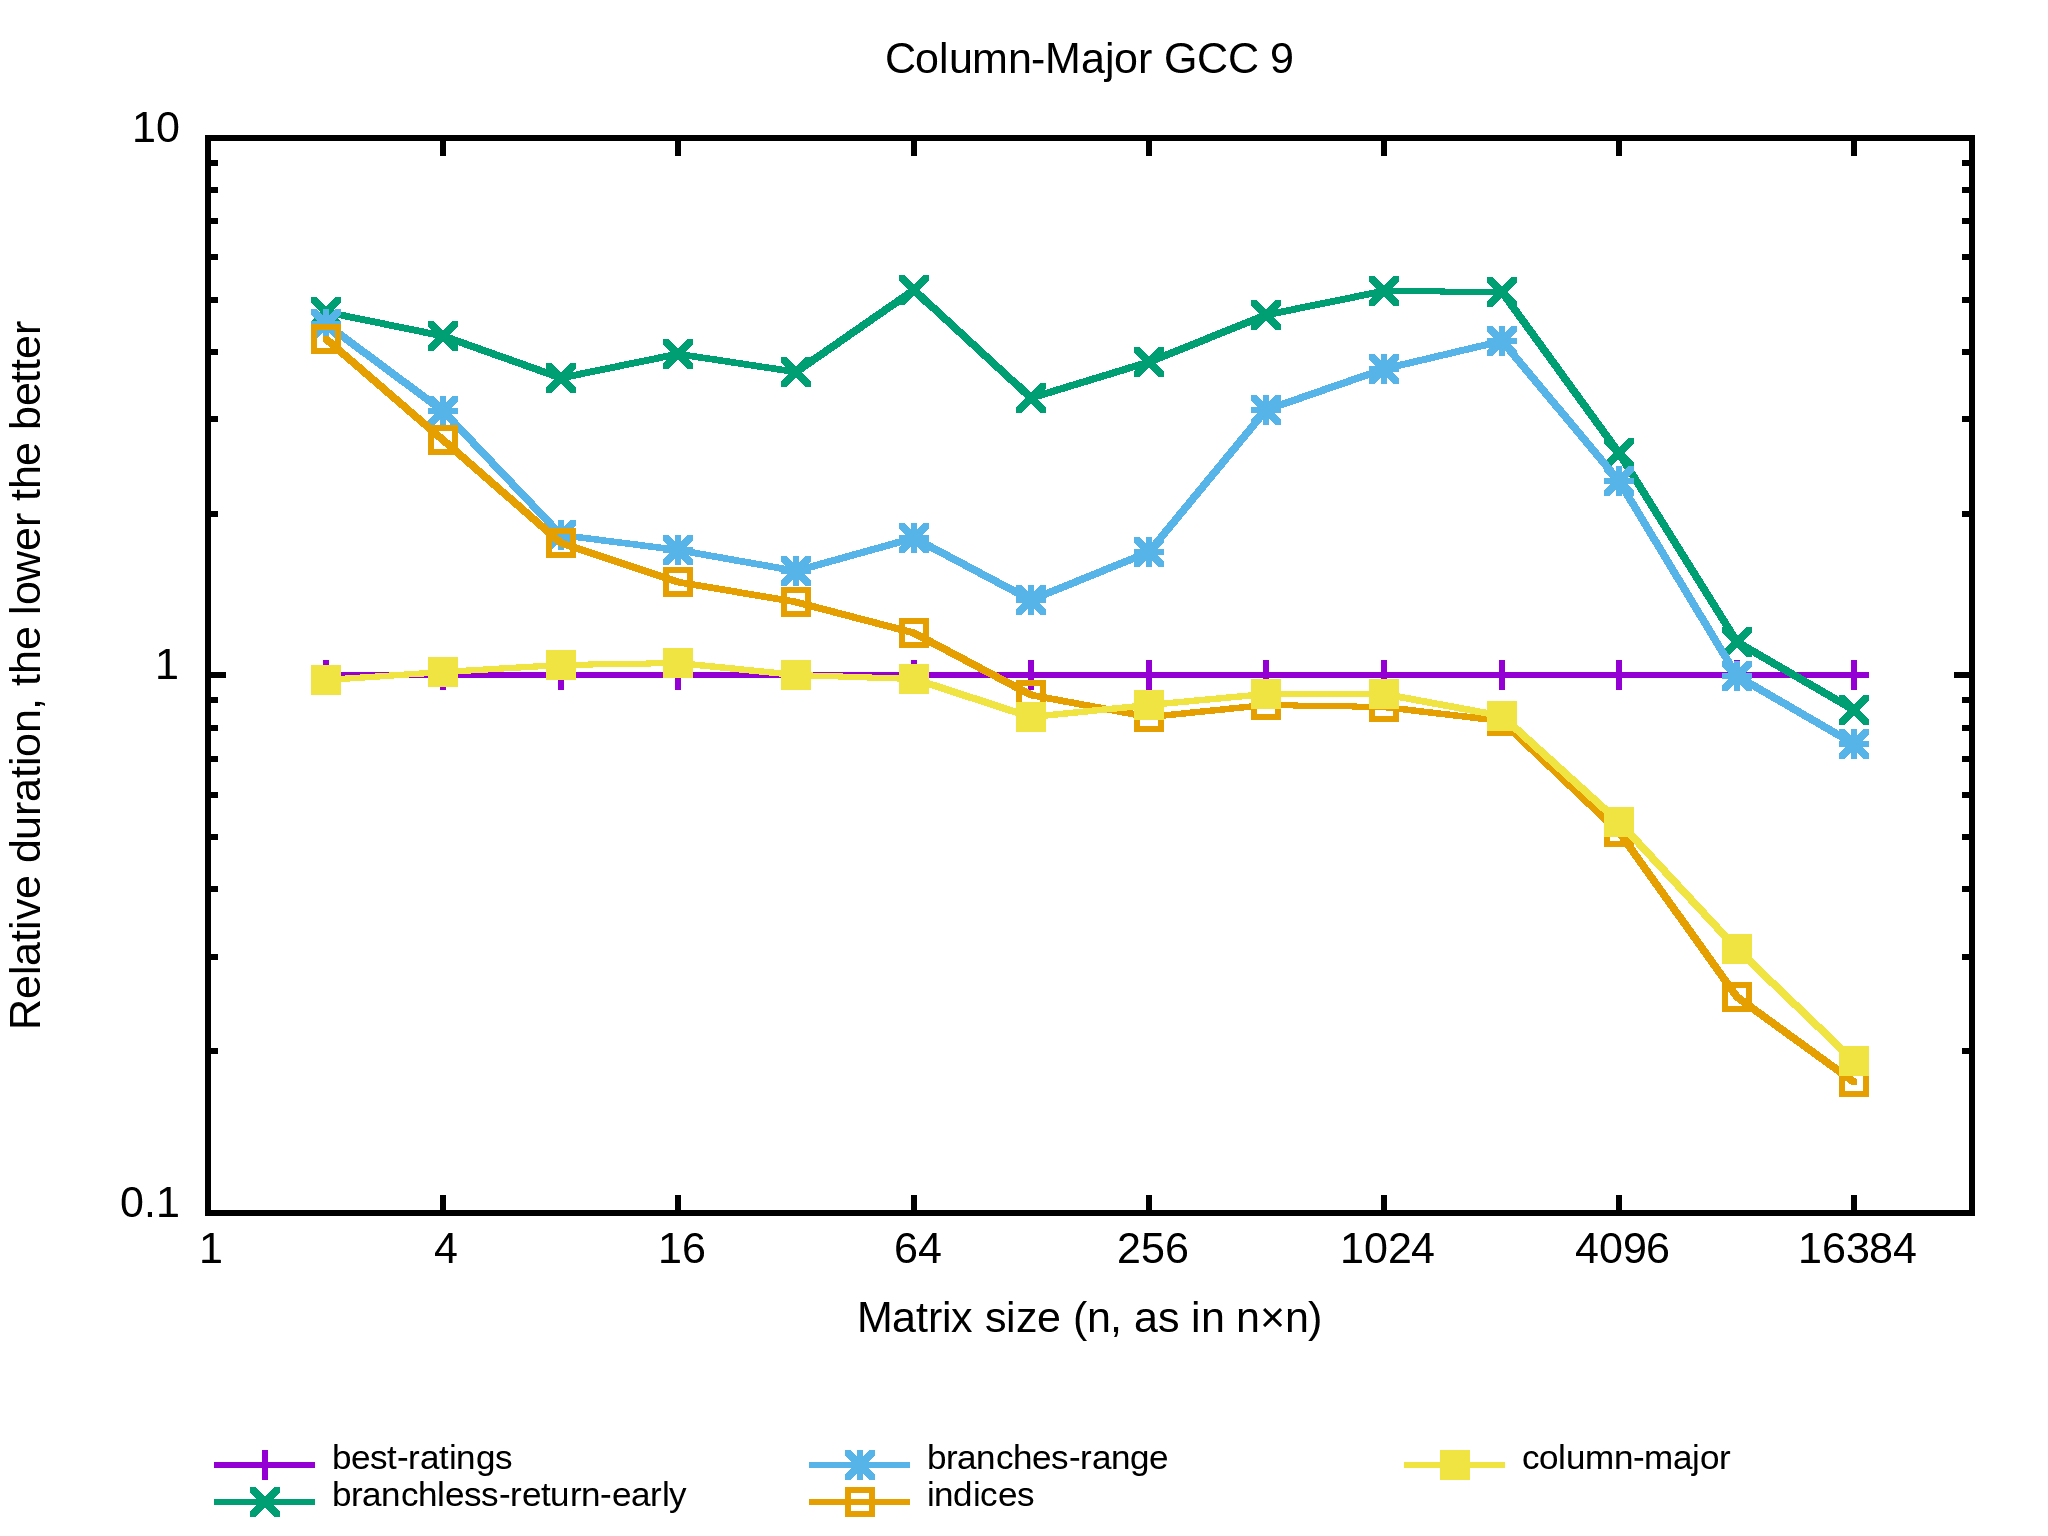 Column-Major GCC 9
10
1
0.1
Relative duration, the lower the better
1 4 16 64 256 1024 4096 16384
Matrix size (n, as in n×n)
best-ratings
branchless-return-early
branches-range
indices
column-major